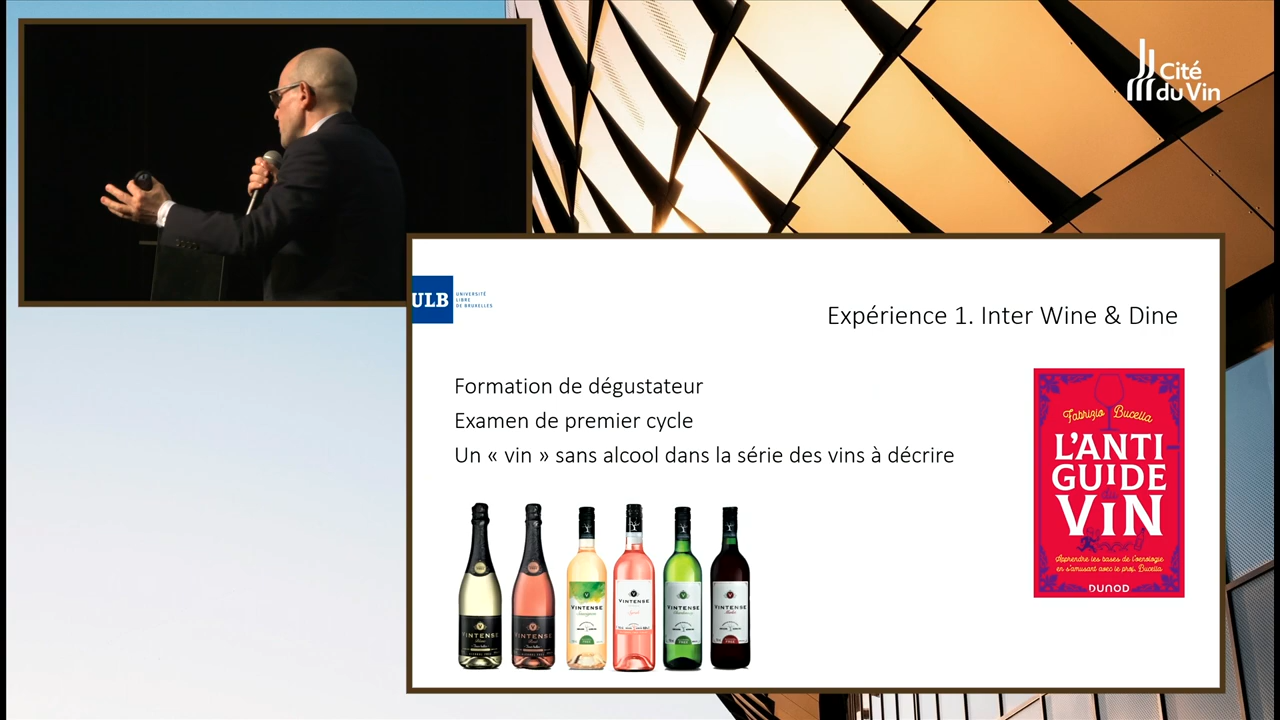 Cité
du Vin
ULB
UNIVERSITÉ
LIBRE
DE BRUXELLES
Expérience 1. Inter Wine & Dine
Formation de dégustateur
Examen de premier cycle
Un « vin » sans alcool dans la série des vins à décrire
Fabrizio Bucella
L'ANTI
GUIDE
du
VIN
Apprendre les bases de l'oenologie
en s'amusant avec le prof. Bucella
DUNOD
VINTENSE
VINTENSE
VINTENSE
VINTENSE
VINTENSE
VINTENSE